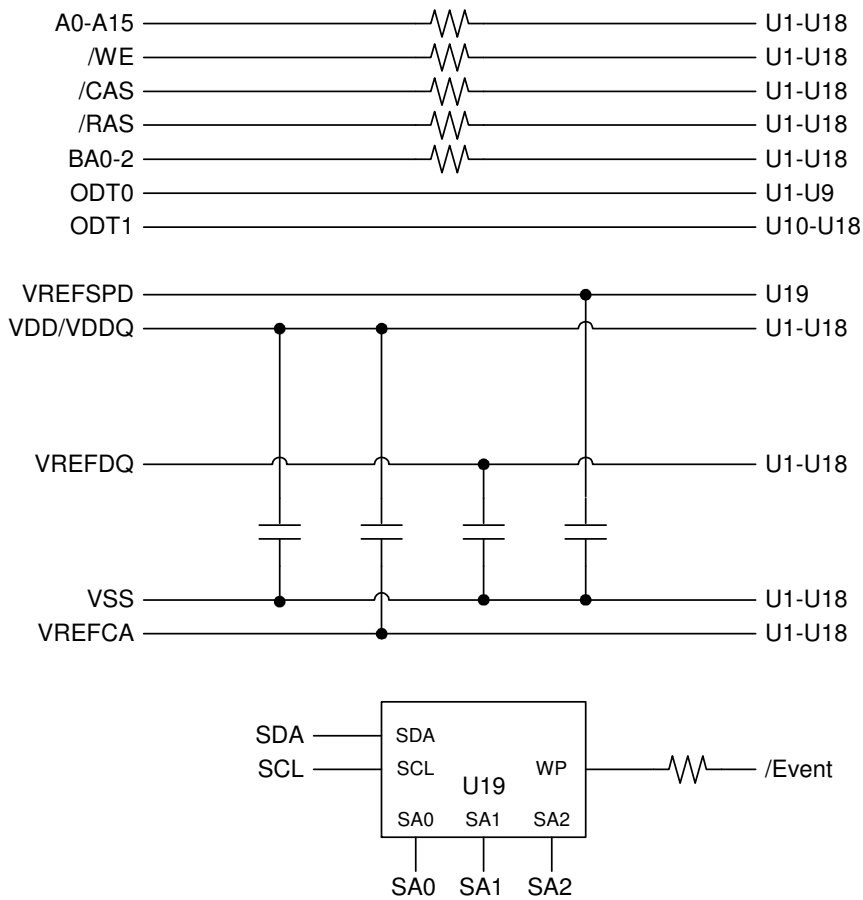 A0-A15 U1-U18
/WE U1-U18
/CAS U1-U18
/RAS U1-U18
BA0-2 U1-U18
ODT0 U1-U9
ODT1 U10-U18
VREFSPD U19
VDD/VDDQ U1-U18
VREFDQ U1-U18
VSS U1-U18
VREFCA U1-U18
SDA SDA
SCL SCL WP /Event
U19
SA0 SA1 SA2
SA0 SA1 SA2